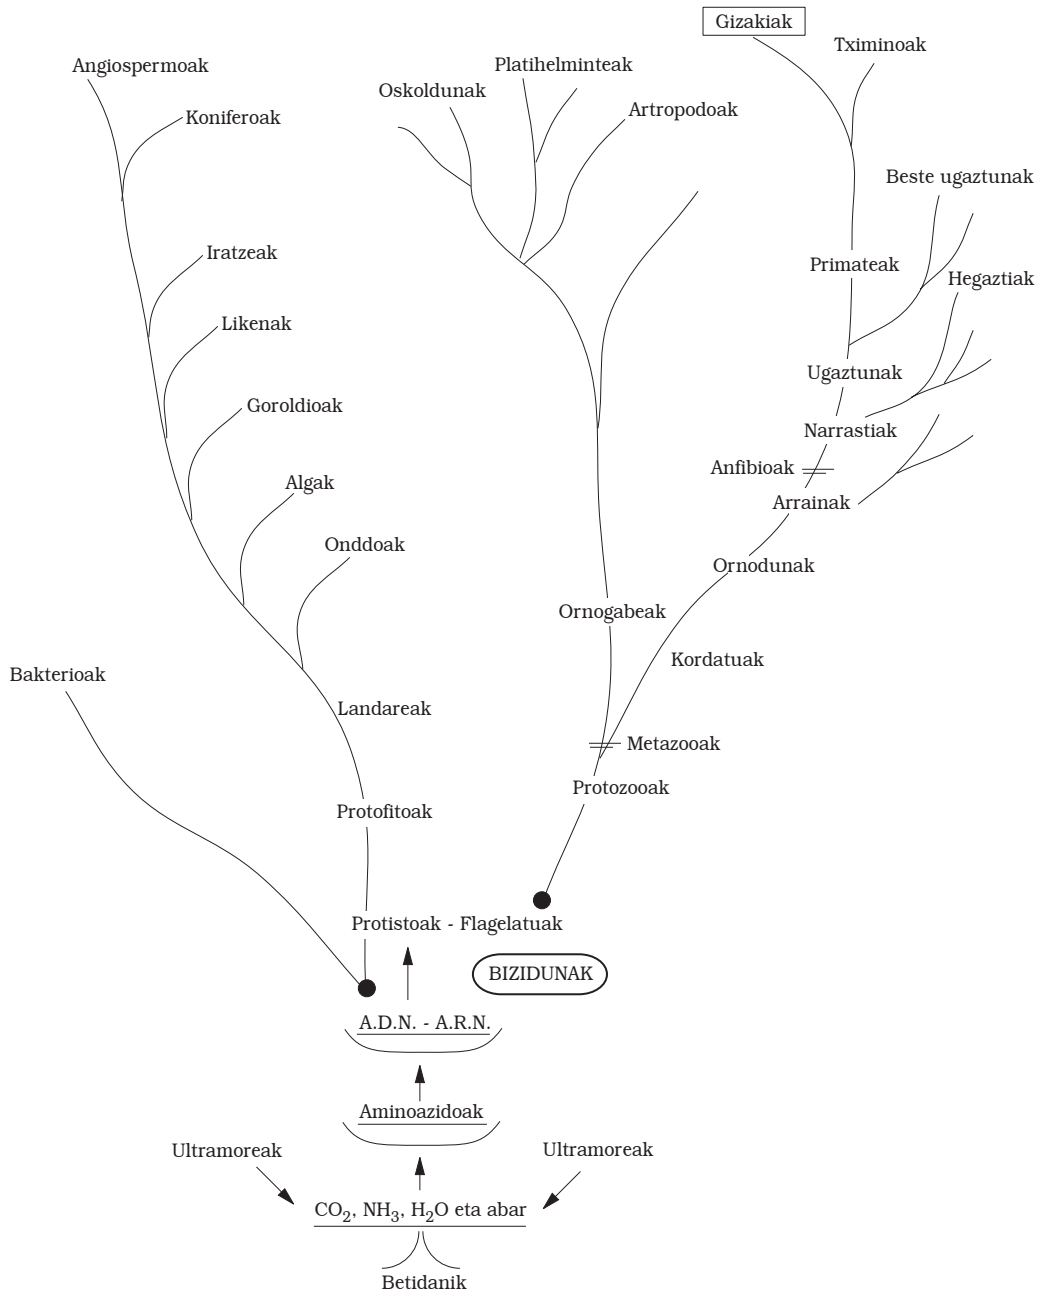 Gizakiak
Tximinoak
Angiospermoak
Platihelminteak
Oskoldunak
Artropodoak
Koniferoak
Beste ugaztunak
Iratzeak
Primateak
Hegaztiak
Likenak
Ugaztunak
Goroldioak
Narrastiak
Anfibioak
Algak
Arrainak
Onddoak
Ornodunak
Ornogabeak
Kordatuak
Bakterioak
Landareak
Metazooak
Protozooak
Protofitoak
Protistoak - Flagelatuak
BIZIDUNAK
A.D.N. - A.R.N.
Aminoazidoak
Ultramoreak
Ultramoreak
CO₂, NH₃, H₂O eta abar
Betidanik